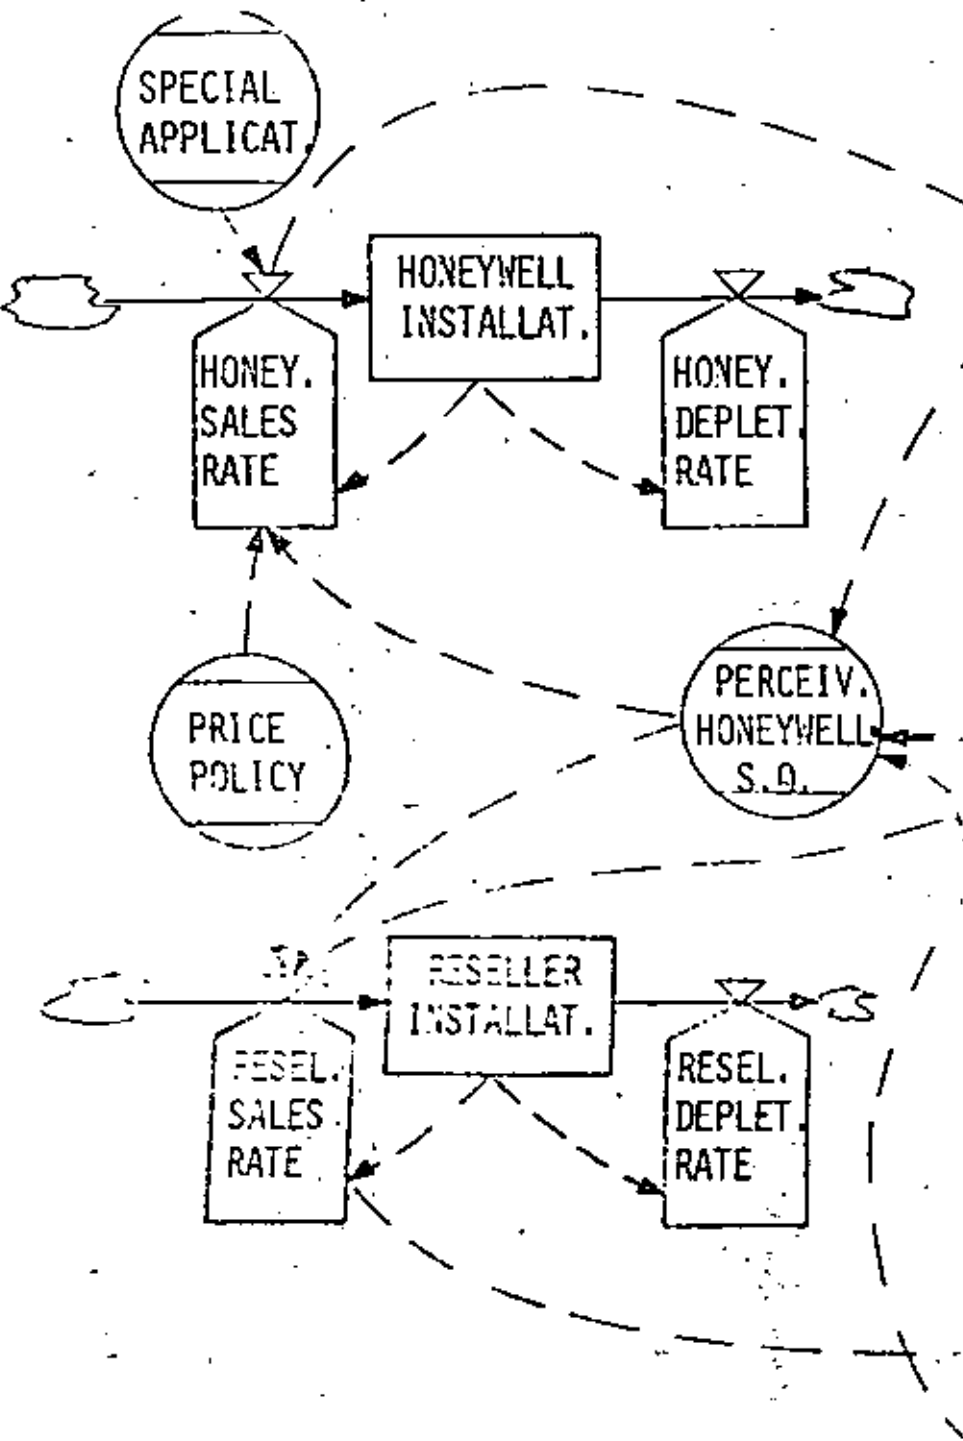 SPECIAL
APPLICAT.
HONEYWELL
INSTALLAT.
HONEY.
SALES
RATE
HONEY.
DEPLET.
RATE
PERCEIV.
HONEYWELL
S.Q.
PRICE
POLICY
RESELLER
INSTALLAT.
RESEL.
SALES
RATE
RESEL.
DEPLET.
RATE